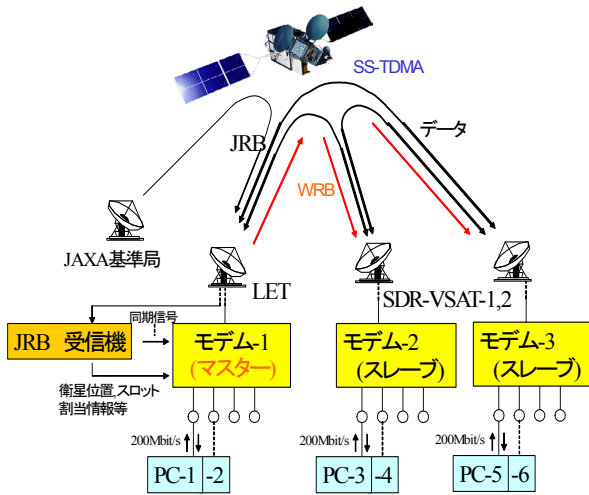 SS-TDMA
データ
JRB
WRB
JAXA基準局
LET
SDR-VSAT-1,2
同期信号
JRB 受信機
モデム-1
(マスター)
モデム-2
(スレーブ)
モデム-3
(スレーブ)
衛星位置,スロット
割当情報等
200Mbit/s
200Mbit/s
200Mbit/s
PC-1 -2
PC-3 -4
PC-5 -6